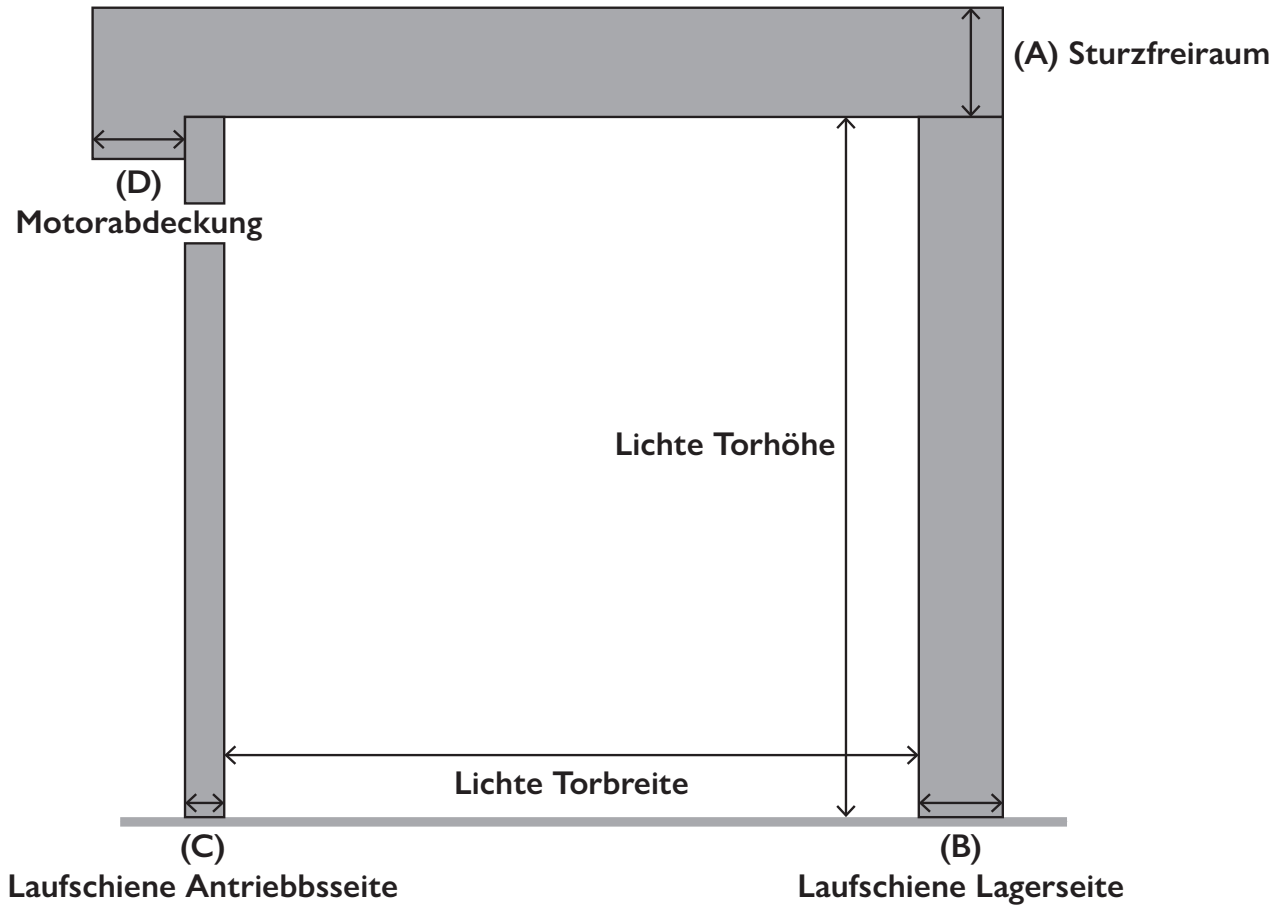 (A) Sturzfreiraum
(D)
Motorabdeckung
Lichte Torhöhe
Lichte Torbreite
(C)
Laufschiene Antriebbsseite
(B)
Laufschiene Lagerseite